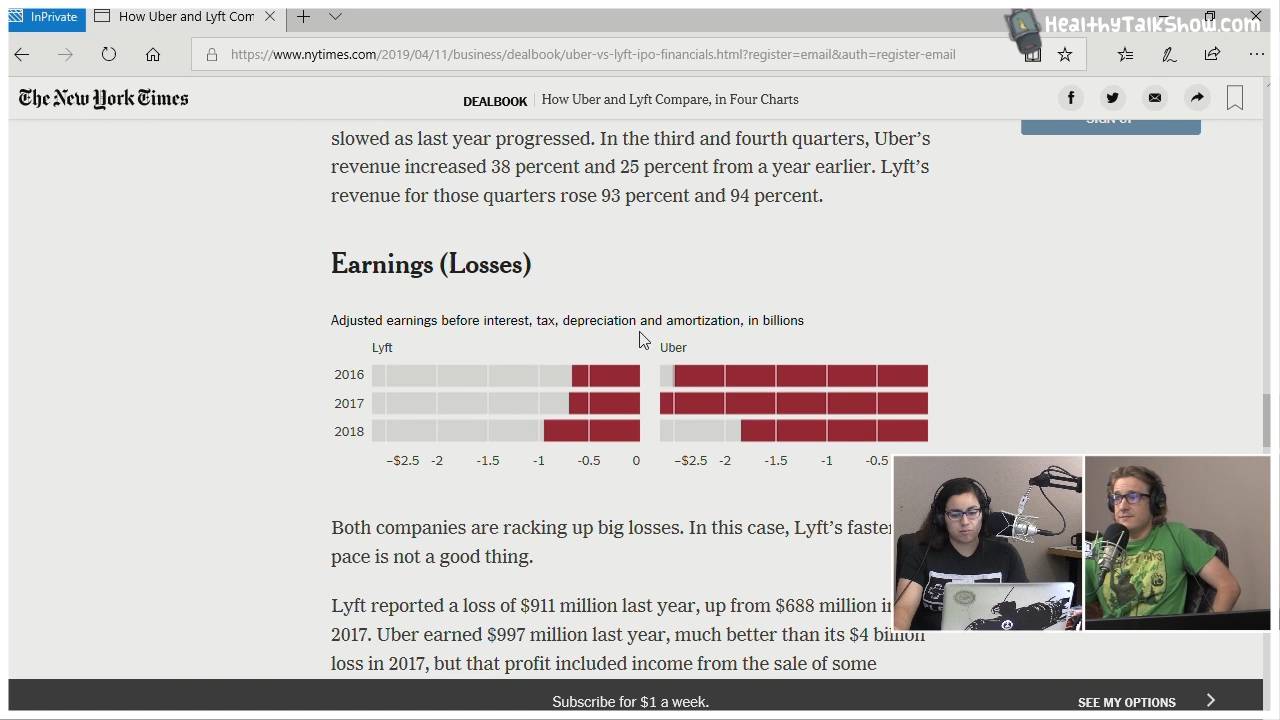 InPrivate
How Uber and Lyft Com
HealthyTalkShow.com
https://www.nytimes.com/2019/04/11/business/dealbook/uber-vs-lyft-ipo-financials.html?register=email&auth=register-email
The New York Times
DEALBOOK | How Uber and Lyft Compare, in Four Charts
slowed as last year progressed. In the third and fourth quarters, Uber’s
revenue increased 38 percent and 25 percent from a year earlier. Lyft’s
revenue for those quarters rose 93 percent and 94 percent.
Earnings (Losses)
Adjusted earnings before interest, tax, depreciation and amortization, in billions
Lyft Uber
2016
2017
2018
−$2.5 -2 -1.5 -1 -0.5 0 −$2.5 -2 -1.5 -1 -0.5
Both companies are racking up big losses. In this case, Lyft’s faster
pace is not a good thing.
Lyft reported a loss of $911 million last year, up from $688 million in
2017. Uber earned $997 million last year, much better than its $4 billion
loss in 2017, but that profit included income from the sale of some
Subscribe for $1 a week.
SEE MY OPTIONS